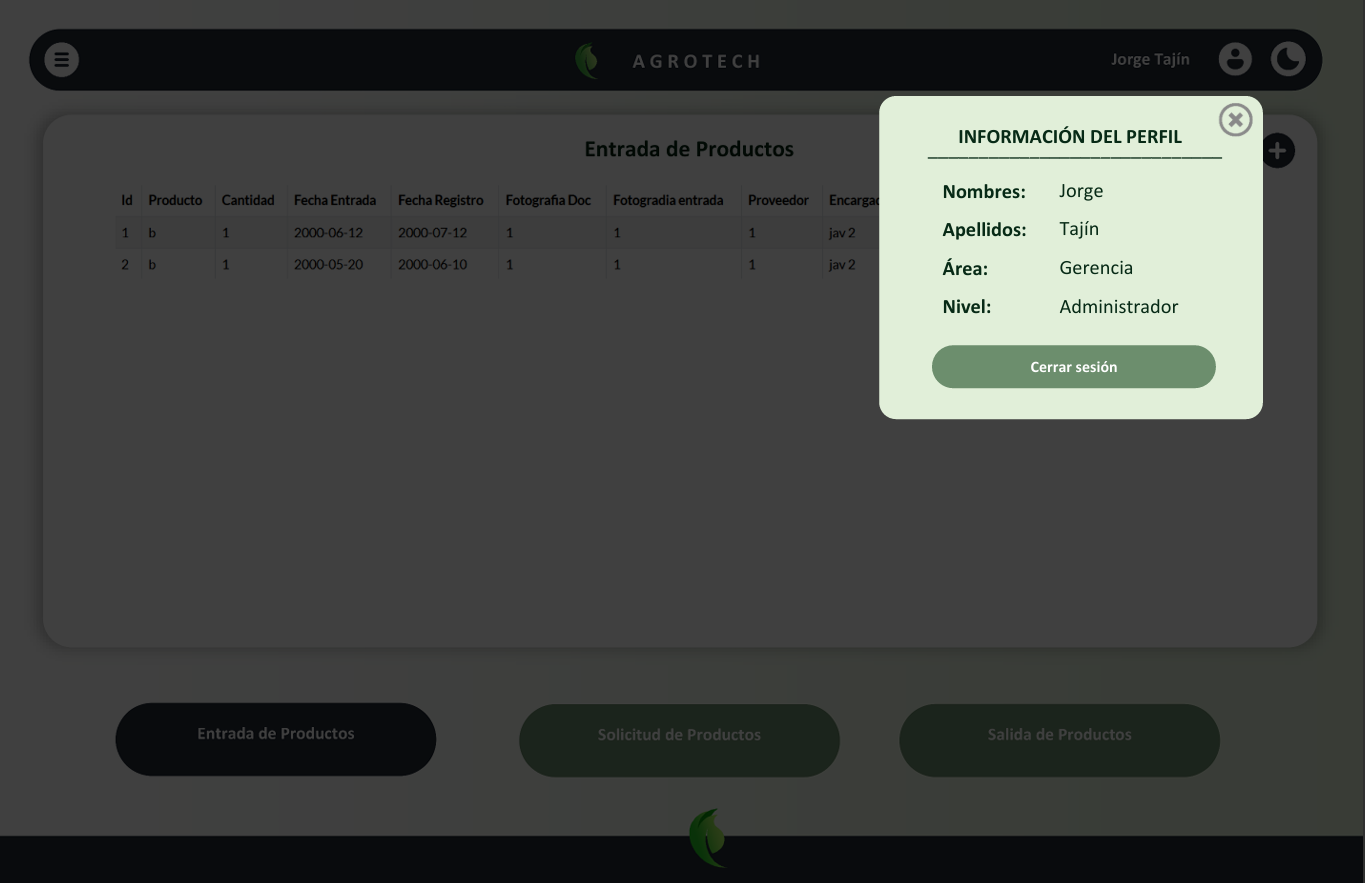 AGROTECH
Jorge Tajín
Entrada de Productos
Id Producto Cantidad Fecha Entrada Fecha Registro Fotografia Doc Fotogradia entrada Proveedor
1 b 1 2000-06-12 2000-07-12 1 1 1 jav 2
2 b 1 2000-05-20 2000-06-10 1 1 1 jav 2
INFORMACIÓN DEL PERFIL
Nombres: Jorge
Apellidos: Tajín
Área: Gerencia
Nivel: Administrador
Cerrar sesión
Entrada de Productos
Solicitud de Productos
Salida de Productos